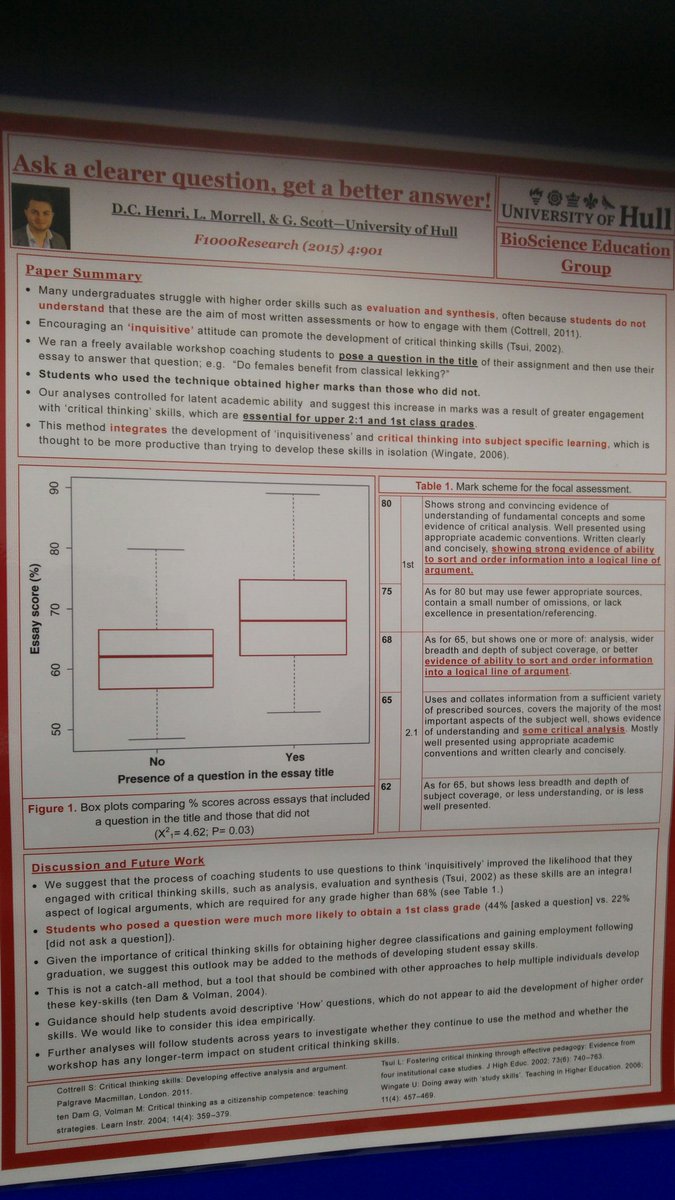 Ask a clearer question, get a better answer!
D.C. Henri, L. Morrell, & G. Scott—University of Hull
F1000Research (2015) 4:901
UNIVERSITY OF Hull
BioScience Education
Group
Paper Summary
• Many undergraduates struggle with higher order skills such as evaluation and synthesis, often because students do not
understand that these are the aim of most written assessments or how to engage with them (Cottrell, 2011).
• Encouraging an 'inquisitive' attitude can promote the development of critical thinking skills (Tsui, 2002).
• We ran a freely available workshop coaching students to pose a question in the title of their assignment and then use their
essay to answer that question; e.g. "Do females benefit from classical lekking?"
• Students who used the technique obtained higher marks than those who did not.
• Our analyses controlled for latent academic ability and suggest this increase in marks was a result of greater engagement
with 'critical thinking' skills, which are essential for upper 2:1 and 1st class grades.
• This method integrates the development of 'inquisitiveness' and critical thinking into subject specific learning, which is
thought to be more productive than trying to develop these skills in isolation (Wingate, 2006).
Essay score (%)
90
80
70
60
50
No
Yes
Presence of a question in the essay title
Figure 1. Box plots comparing % scores across essays that included
a question in the title and those that did not
(X²₁= 4.62; P= 0.03)
Table 1. Mark scheme for the focal assessment.
80
1st
Shows strong and convincing evidence of
understanding of fundamental concepts and some
evidence of critical analysis. Well presented using
appropriate academic conventions. Written clearly
and concisely, showing strong evidence of ability
to sort and order information into a logical line of
argument.
75
As for 80 but may use fewer appropriate sources,
contain a small number of omissions, or lack
excellence in presentation/referencing.
68
As for 65, but shows one or more of: analysis, wider
breadth and depth of subject coverage, or better
evidence of ability to sort and order information
into a logical line of argument.
65
2.1
Uses and collates information from a sufficient variety
of prescribed sources, covers the majority of the most
important aspects of the subject well, shows evidence
of understanding and some critical analysis. Mostly
well presented using appropriate academic
conventions and written clearly and concisely.
62
As for 65, but shows less breadth and depth of
subject coverage, or less understanding, or is less
well presented.
Discussion and Future Work
• We suggest that the process of coaching students to use questions to think 'inquisitively' improved the likelihood that they
engaged with critical thinking skills, such as analysis, evaluation and synthesis (Tsui, 2002) as these skills are an integral
aspect of logical arguments, which are required for any grade higher than 68% (see Table 1.)
• Students who posed a question were much more likely to obtain a 1st class grade (44% [asked a question] vs. 22%
[did not ask a question]).
• Given the importance of critical thinking skills for obtaining higher degree classifications and gaining employment following
graduation, we suggest this outlook may be added to the methods of developing student essay skills.
• This is not a catch-all method, but a tool that should be combined with other approaches to help multiple individuals develop
these key-skills (ten Dam & Volman, 2004).
• Guidance should help students avoid descriptive 'How' questions, which do not appear to aid the development of higher order
skills. We would like to consider this idea empirically.
• Further analyses will follow students across years to investigate whether they continue to use the method and whether the
workshop has any longer-term impact on student critical thinking skills.
Cottrell S: Critical thinking skills: Developing effective analysis and argument.
Palgrave Macmillan, London. 2011.
ten Dam G, Volman M: Critical thinking as a citizenship competence: teaching
strategies. Learn Instr. 2004; 14(4): 359–379.
Tsui L: Fostering critical thinking through effective pedagogy: Evidence from
four institutional case studies. J High Educ. 2002; 73(6): 740–763.
Wingate U: Doing away with 'study skills'. Teaching in Higher Education. 2006;
11(4): 457–469.